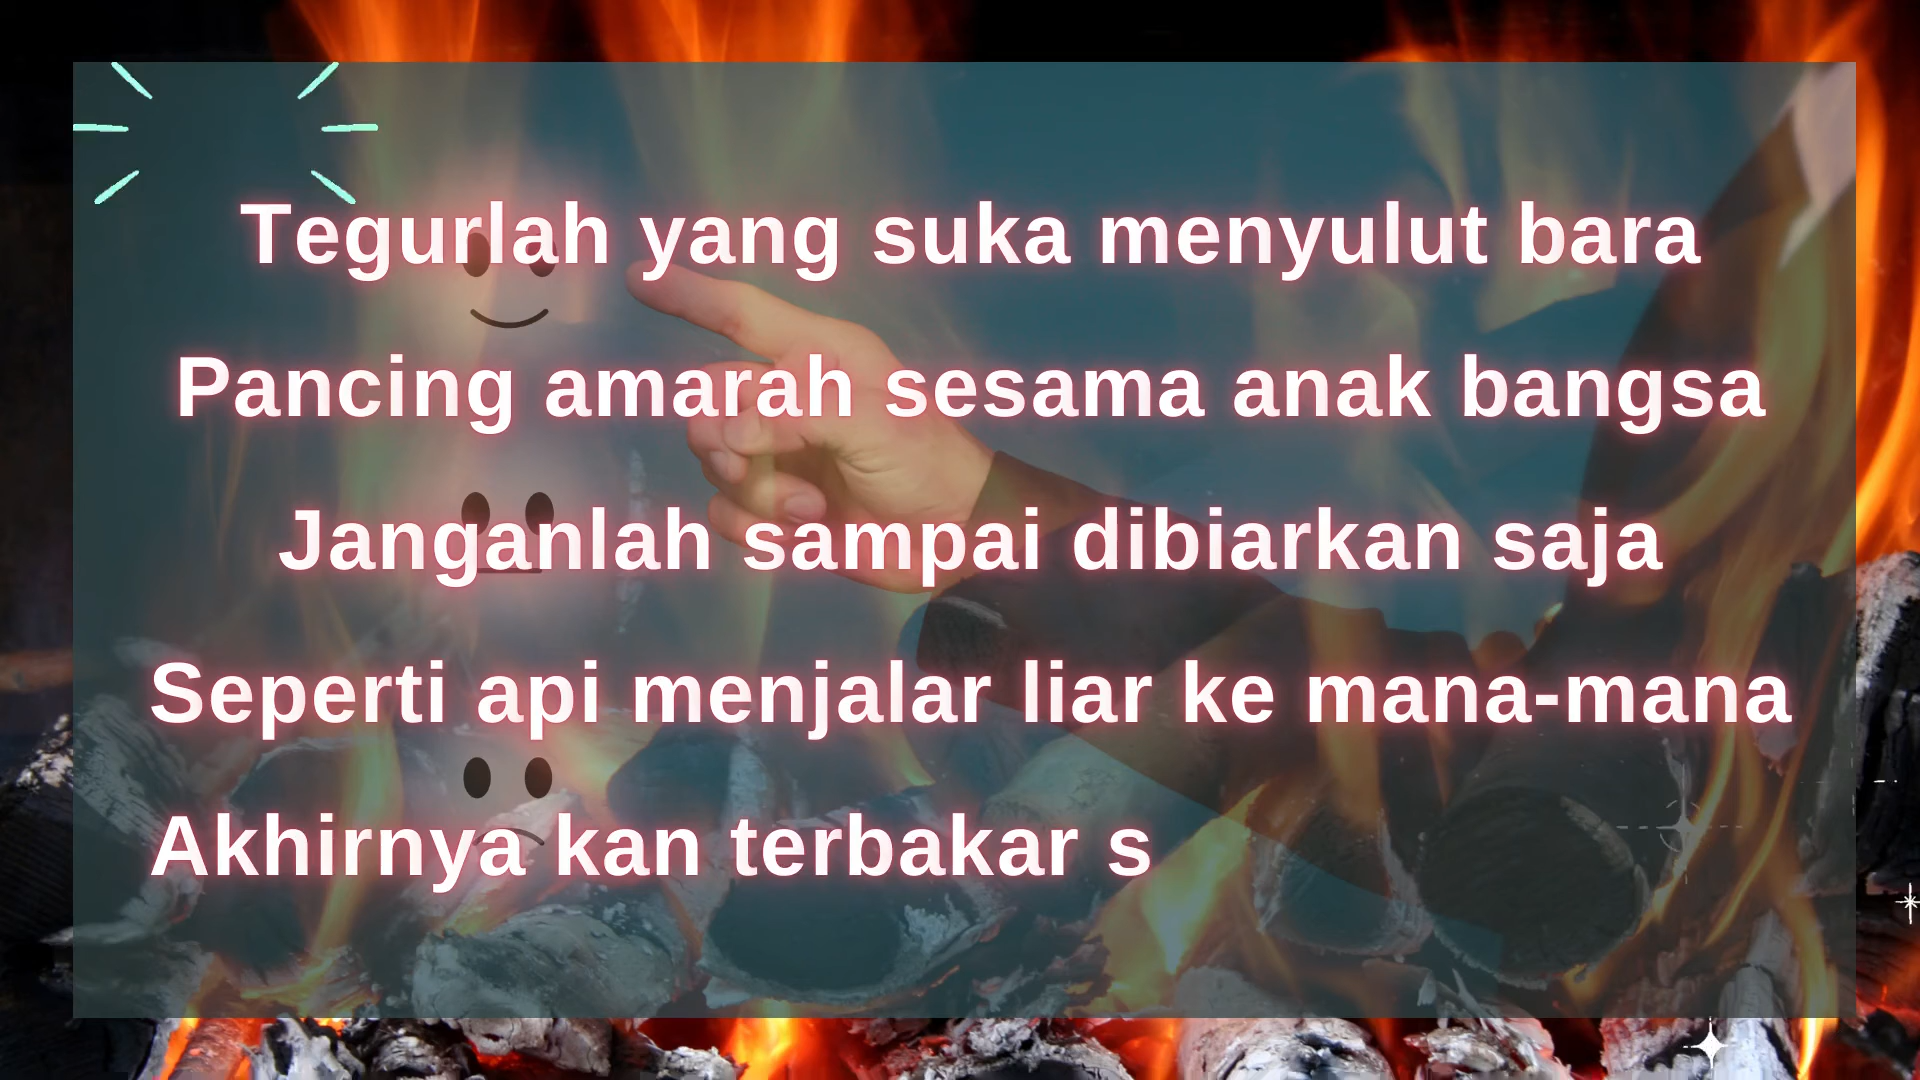 Tegurlah yang suka menyulut bara
Pancing amarah sesama anak bangsa
Janganlah sampai dibiarkan saja
Seperti api menjalar liar ke mana-mana
Akhirnya kan terbakar s